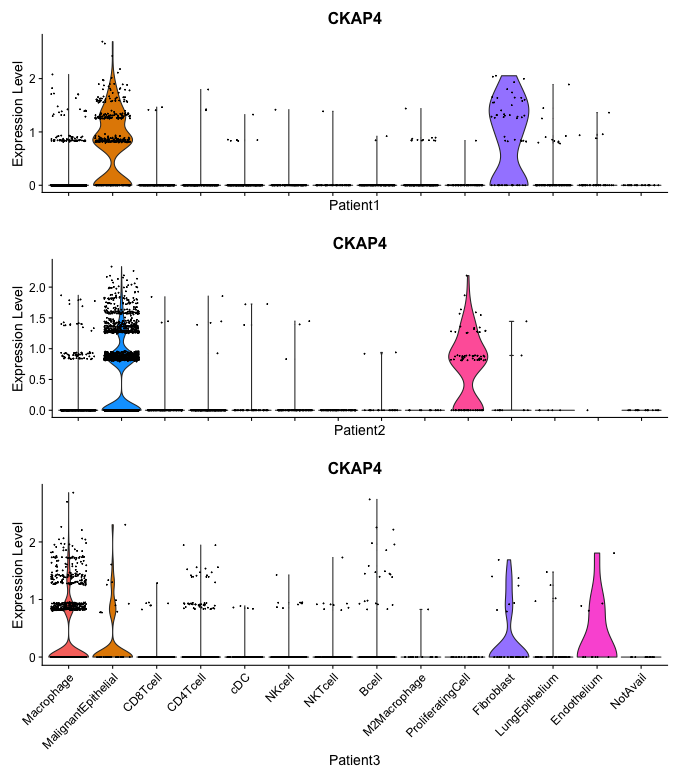 CKAP4
Expression Level
2
1
0
Patient1
CKAP4
Expression Level
2.0
1.5
1.0
0.5
0.0
Patient2
CKAP4
Expression Level
2
1
0
Macrophage
MalignantEpithelial
CD8Tcell
CD4Tcell
cDC
NKcell
NKTcell
Bcell
M2Macrophage
ProliferatingCell
Fibroblast
LungEpithelium
Endothelium
NotAvail
Patient3